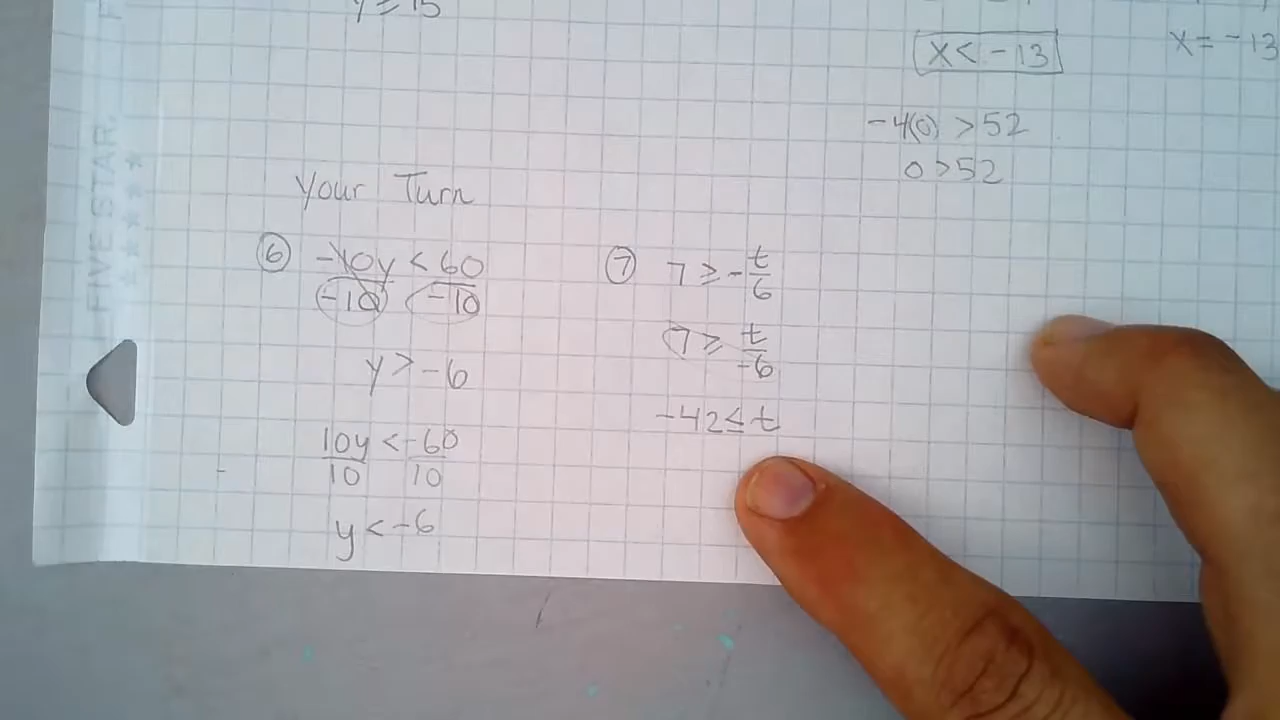 y ≥ 15
x < -13
x = -13
-4(0) > 52
0 > 52
FIVE STAR
Your Turn
⑥ -10y < 60
-10 -10
y > -6
10y < -60
10 10
y < -6
⑦ 7 ≥ -t/6
7 ≥ t/-6
-42 ≤ t